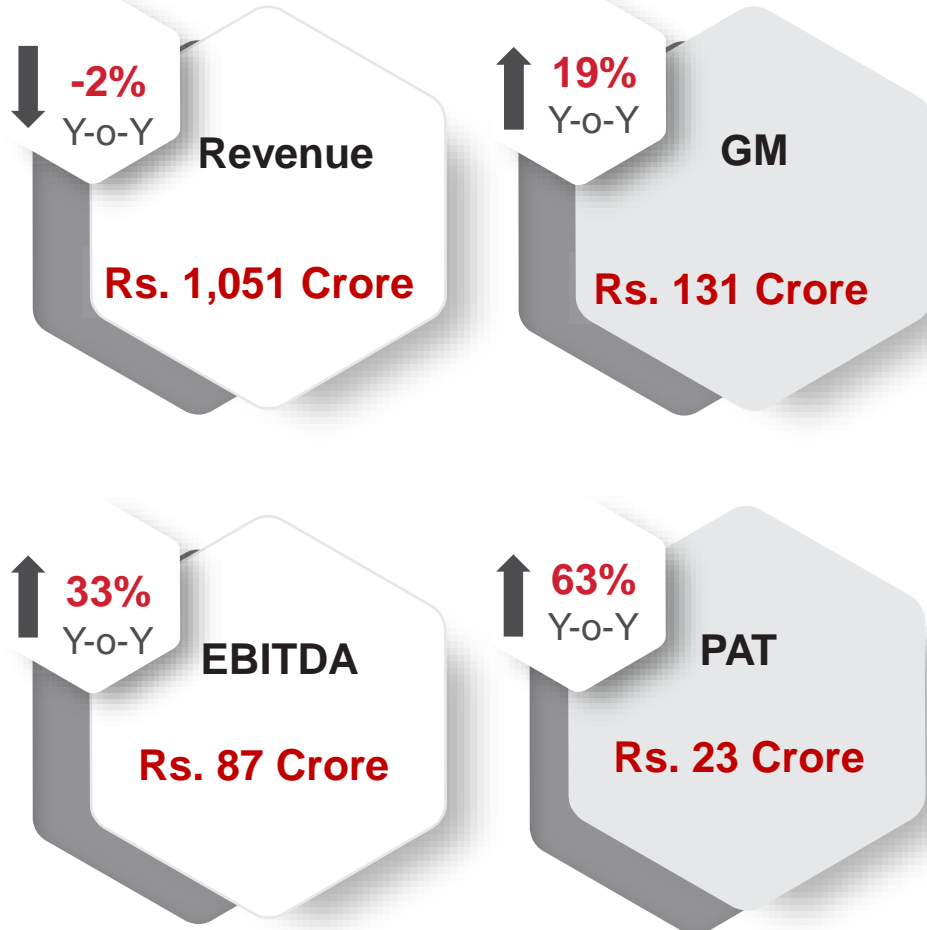 -2%
Y-o-Y
Revenue
Rs. 1,051 Crore
19%
Y-o-Y
GM
Rs. 131 Crore
33%
Y-o-Y
EBITDA
Rs. 87 Crore
63%
Y-o-Y
PAT
Rs. 23 Crore